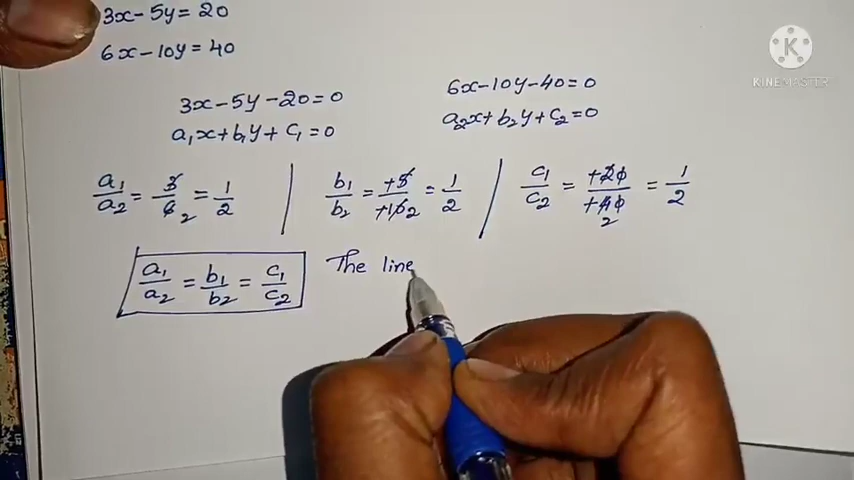 3x-5y=20
6x-10y=40
3x-5y-20=0 6x-10y-40=0
a₁x+b₁y+c₁=0 a₂x+b₂y+c₂=0
a₁/a₂ = 3/6 = 1/2 | b₁/b₂ = +5/+10 = 1/2 | c₁/c₂ = +20/+40 = 1/2
a₁/a₂ = b₁/b₂ = c₁/c₂ The line
K
KINEMASTER